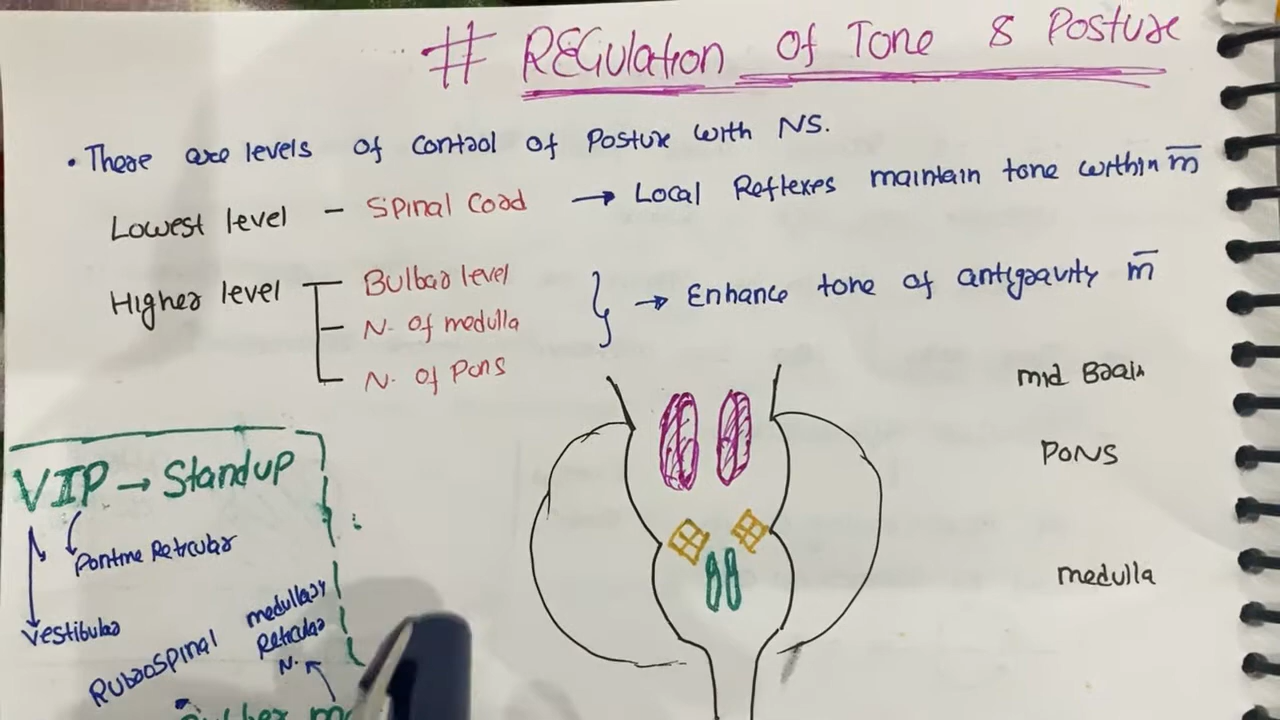 # REGulation of Tone & Posture
• There are levels of control of Posture with NS.
Lowest level - Spinal Cord → Local Reflexes maintain tone within m̅
Higher level Bulbar level
N. of medulla → Enhance tone of antigravity m̅
N. of Pons
mid Brain
PONS
medulla
VIP → Standup
Pontine Reticular
Vestibular
RubroSpinal
medullary
Reticular
N.